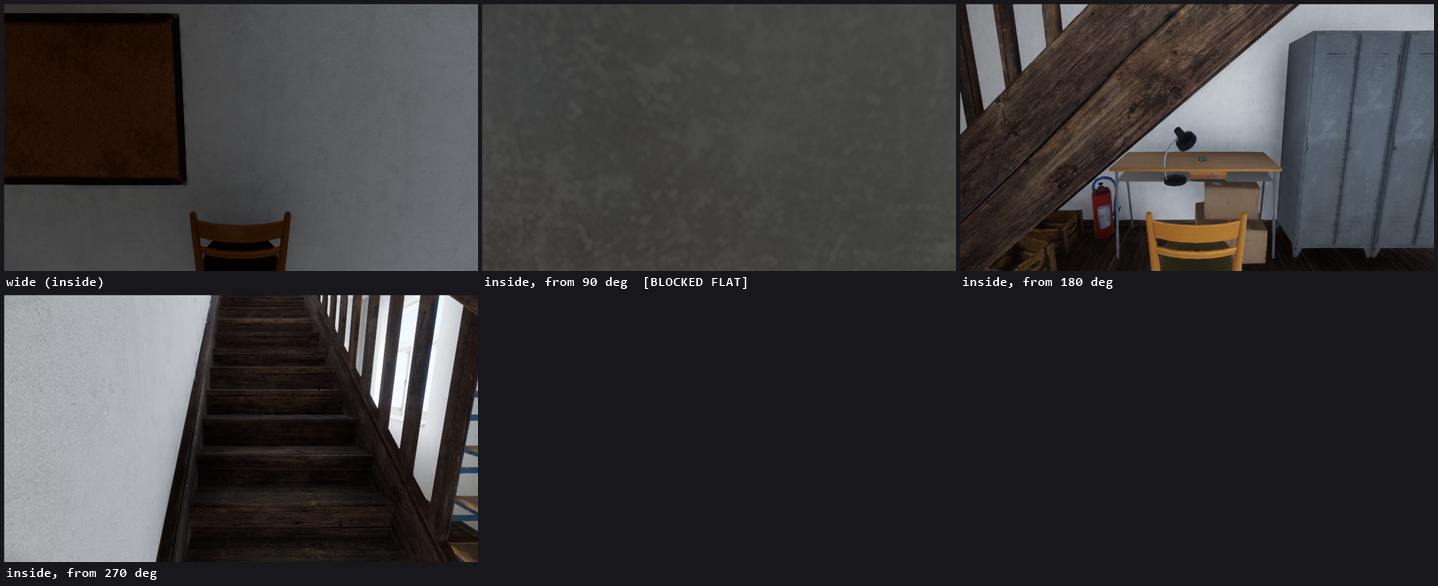 wide (inside)
inside, from 90 deg  [BLOCKED FLAT]
inside, from 180 deg
inside, from 270 deg